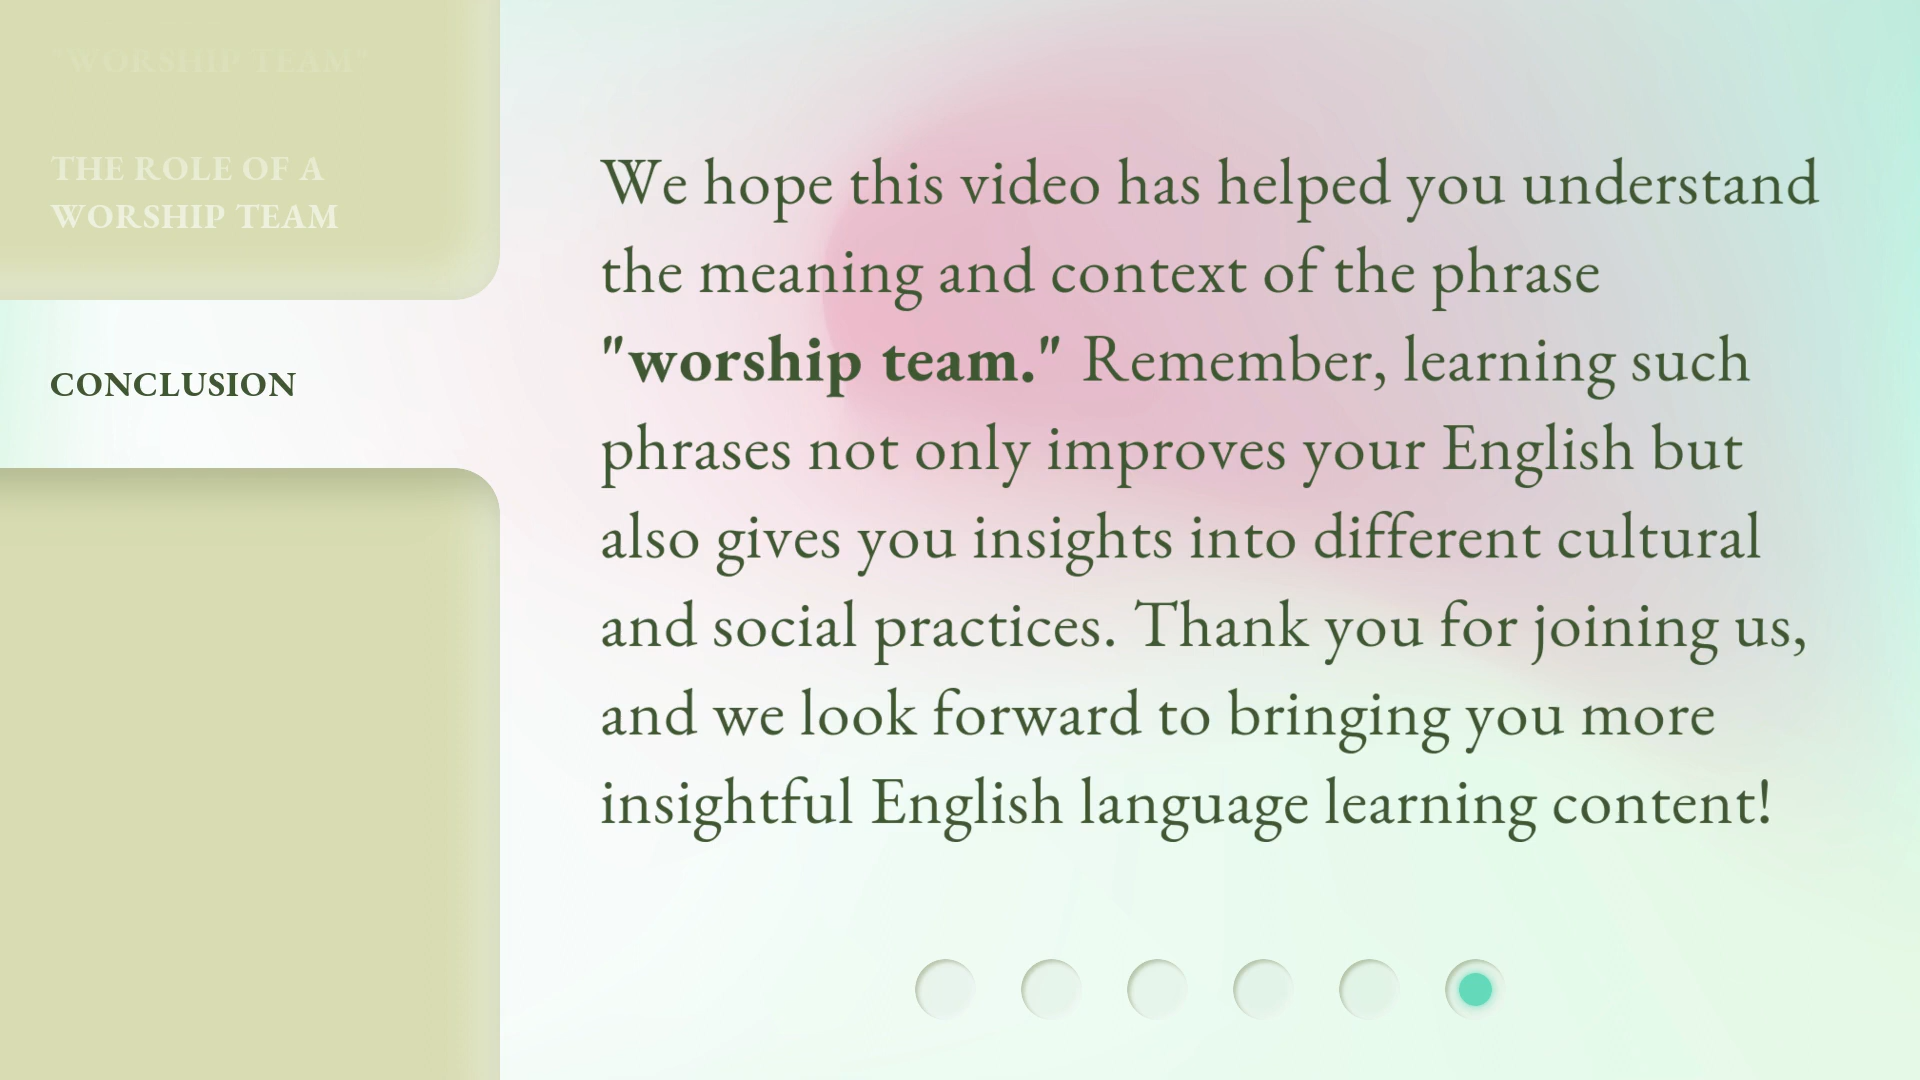 "WORSHIP TEAM"
THE ROLE OF A
WORSHIP TEAM
CONCLUSION
We hope this video has helped you understand
the meaning and context of the phrase
"worship team." Remember, learning such
phrases not only improves your English but
also gives you insights into different cultural
and social practices. Thank you for joining us,
and we look forward to bringing you more
insightful English language learning content!